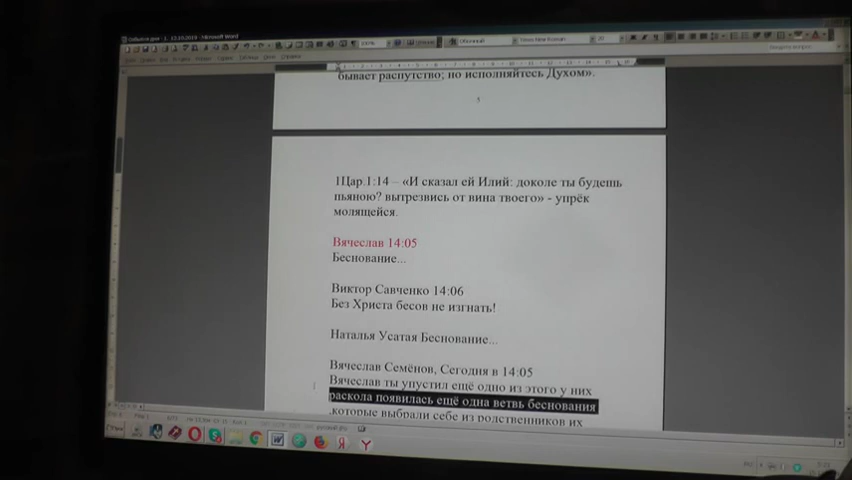 Microsoft Word
бывает распутство; но исполняйтесь Духом».
5
1Цар.1:14 – «И сказал ей Илий: доколе ты будешь
пьяною? вытрезвись от вина твоего» - упрёк
молящейся.
Вячеслав 14:05
Беснование...
Виктор Савченко 14:06
Без Христа бесов не изгнать!
Наталья Усатая Беснование...
Вячеслав Семёнов, Сегодня в 14:05
Вячеслав ты упустил ещё одно из этого у них
раскола появилась ещё одна ветвь беснования
,которые выбрали себе из родственников их